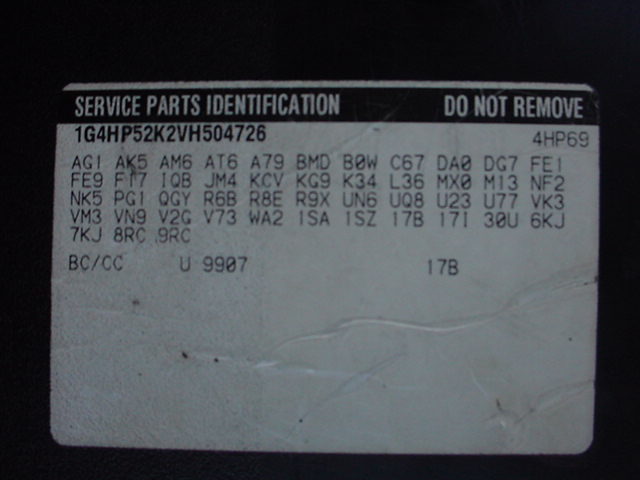 SERVICE PARTS IDENTIFICATION DO NOT REMOVE
1G4HP52K2VH504726 4HP69
AG1 AK5 AM6 AT6 A79 BMD B0W C67 DA0 DG7 FE1
FE9 F17 IQB JM4 KCV KG9 K34 L36 MX0 M13 NF2
NK5 PG1 QGY R6B R8E R9X UN6 UQ8 U23 U77 VK3
VM3 VN9 V2G V73 WA2 1SA 1SZ 17B 17I 30U 6KJ
7KJ 8RC 9RC
BC/CC U 9907 17B